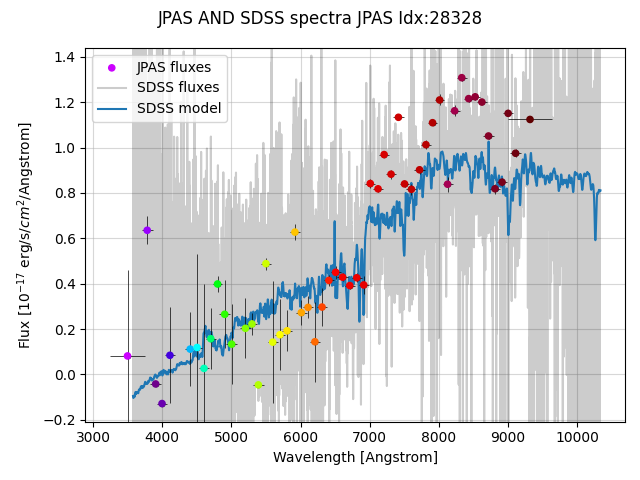 JPAS AND SDSS spectra JPAS Idx:28328
JPAS fluxes
SDSS fluxes
SDSS model
Flux [10⁻¹⁷ erg/s/cm²/Angstrom]
1.4
1.2
1.0
0.8
0.6
0.4
0.2
0.0
−0.2
3000 4000 5000 6000 7000 8000 9000 10000
Wavelength [Angstrom]